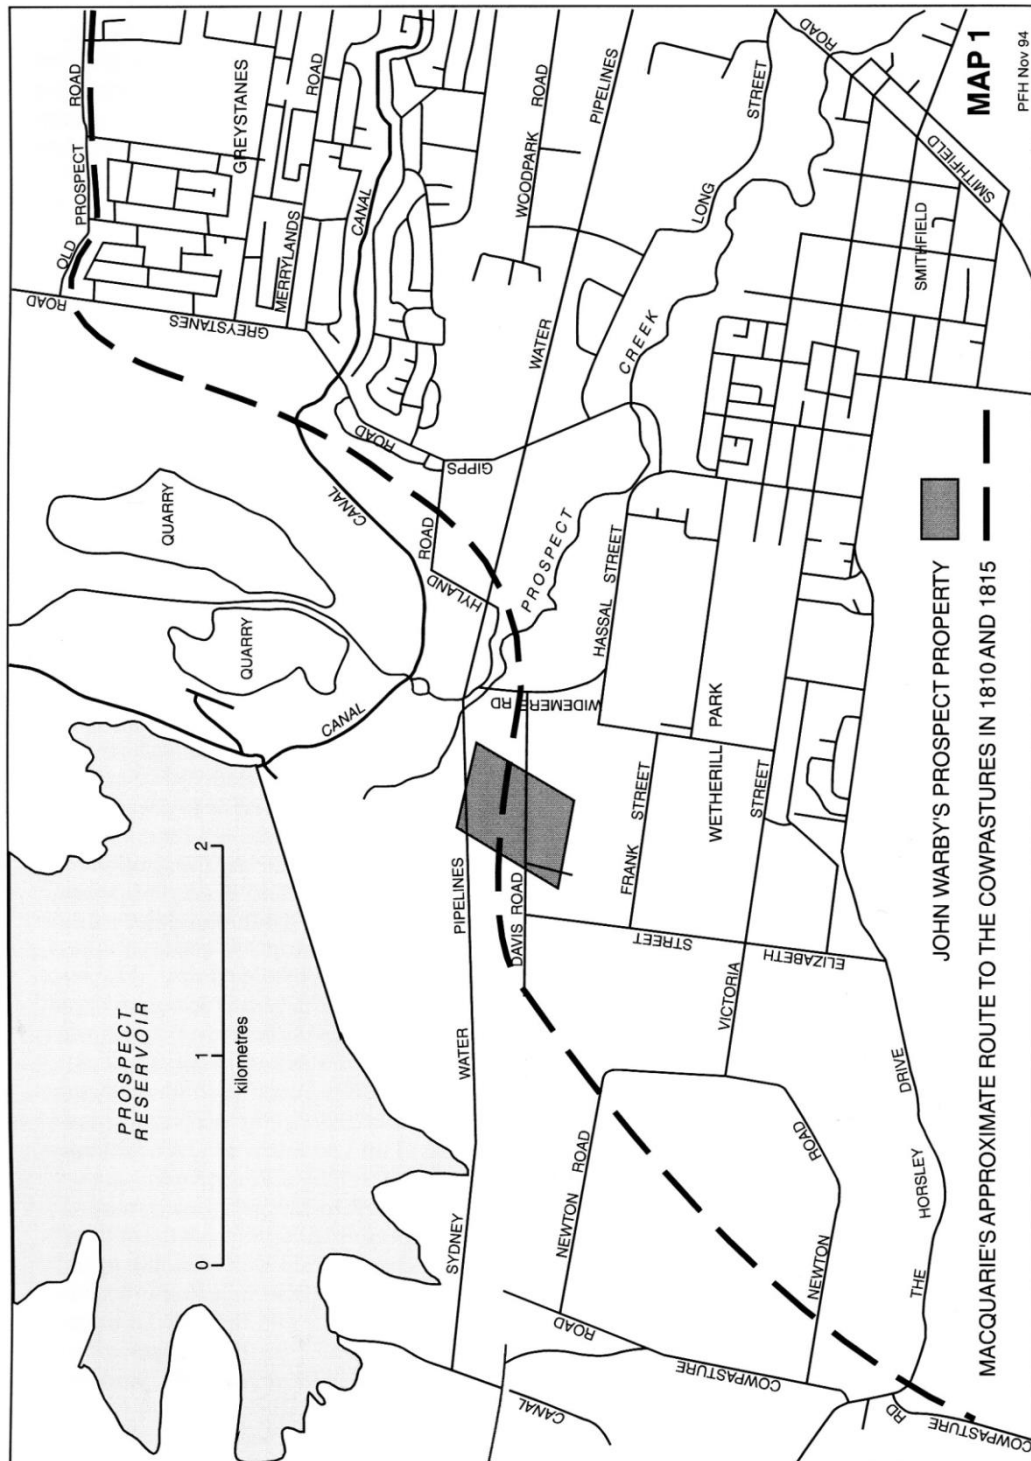 PROSPECT
RESERVOIR
0 1 2
kilometres
QUARRY
QUARRY
CANAL
CANAL
OLD PROSPECT ROAD
GREYSTANES ROAD
GREYSTANES
MERRYLANDS ROAD
CANAL
GIPPS ROAD
HYLAND ROAD
WOODPARK ROAD
SYDNEY WATER PIPELINES WATER PIPELINES
PROSPECT CREEK
LONG STREET
DAVIS ROAD
WIDEMERE RD
HASSAL STREET
FRANK STREET
WETHERILL PARK
VICTORIA STREET
ELIZABETH STREET
NEWTON ROAD
NEWTON ROAD
COWPASTURE ROAD
CANAL
THE HORSLEY DRIVE
COWPASTURE RD
SMITHFIELD
SMITHFIELD ROAD
JOHN WARBY'S PROSPECT PROPERTY
MACQUARIE'S APPROXIMATE ROUTE TO THE COWPASTURES IN 1810 AND 1815
MAP 1
PFH Nov 94